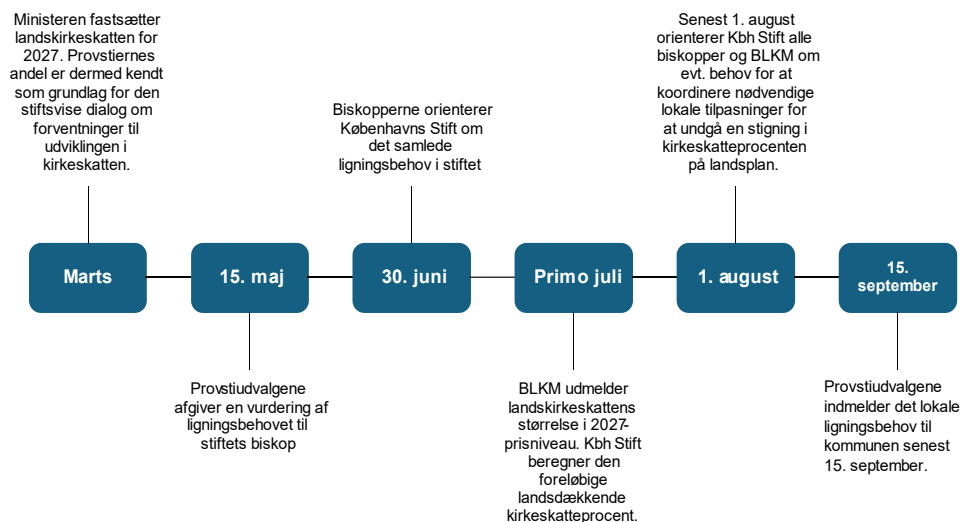 Ministeren fastsætter
landskirkeskatten for
2027. Provstiernes
andel er dermed kendt
som grundlag for den
stiftsvise dialog om
forventninger til
udviklingen i
kirkeskatten.
Biskopperne orienterer
Københavns Stift om
det samlede
ligningsbehov i stiftet
Senest 1. august
orienterer Kbh Stift alle
biskopper og BLKM om
evt. behov for at
koordinere nødvendige
lokale tilpasninger for
at undgå en stigning i
kirkeskatteprocenten
på landsplan.
Marts
15. maj
30. juni
Primo juli
1. august
15.
september
Provstiudvalgene
afgiver en vurdering af
ligningsbehovet til
stiftets biskop
BLKM udmelder
landskirkeskattens
størrelse i 2027-
prisniveau. Kbh Stift
beregner den
foreløbige
landsdækkende
kirkeskatteprocent.
Provstiudvalgene
indmelder det lokale
ligningsbehov til
kommunen senest
15. september.